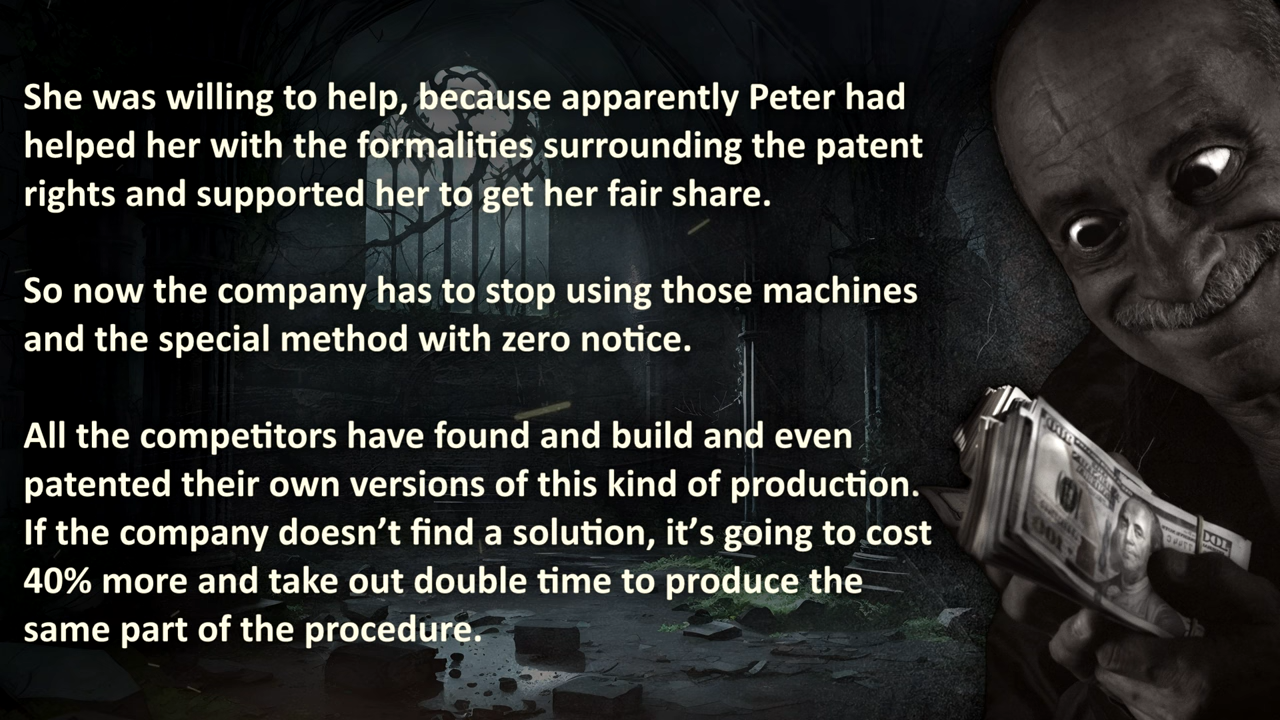 She was willing to help, because apparently Peter had
helped her with the formalities surrounding the patent
rights and supported her to get her fair share.
So now the company has to stop using those machines
and the special method with zero notice.
All the competitors have found and build and even
patented their own versions of this kind of production.
If the company doesn’t find a solution, it’s going to cost
40% more and take out double time to produce the
same part of the procedure.
100